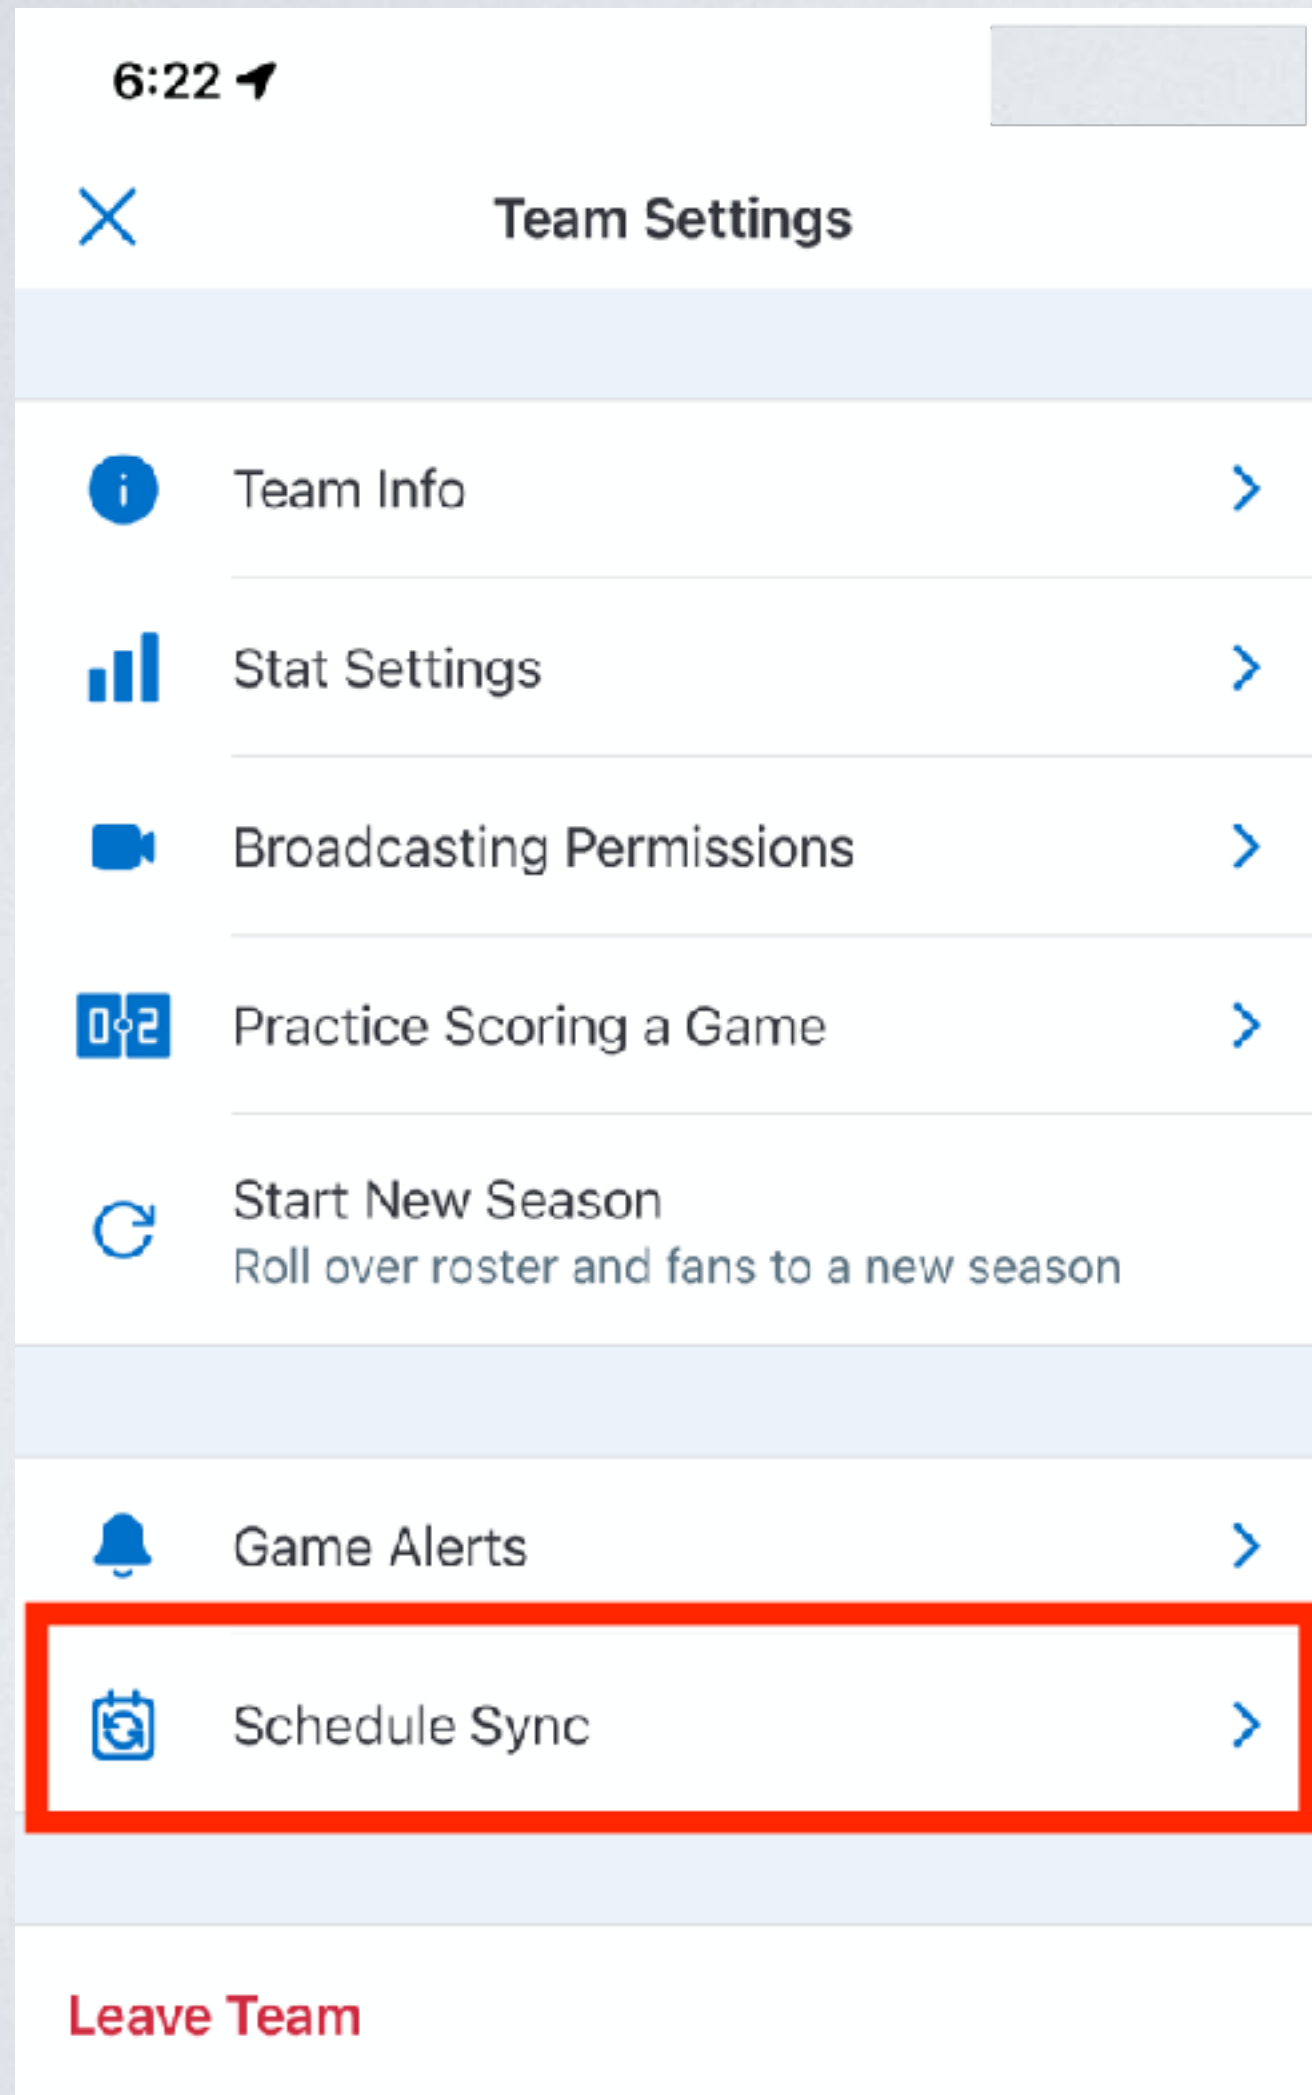 6:22
Team Settings
Team Info
Stat Settings
Broadcasting Permissions
0 2
Practice Scoring a Game
Start New Season
Roll over roster and fans to a new season
Game Alerts
Schedule Sync
Leave Team